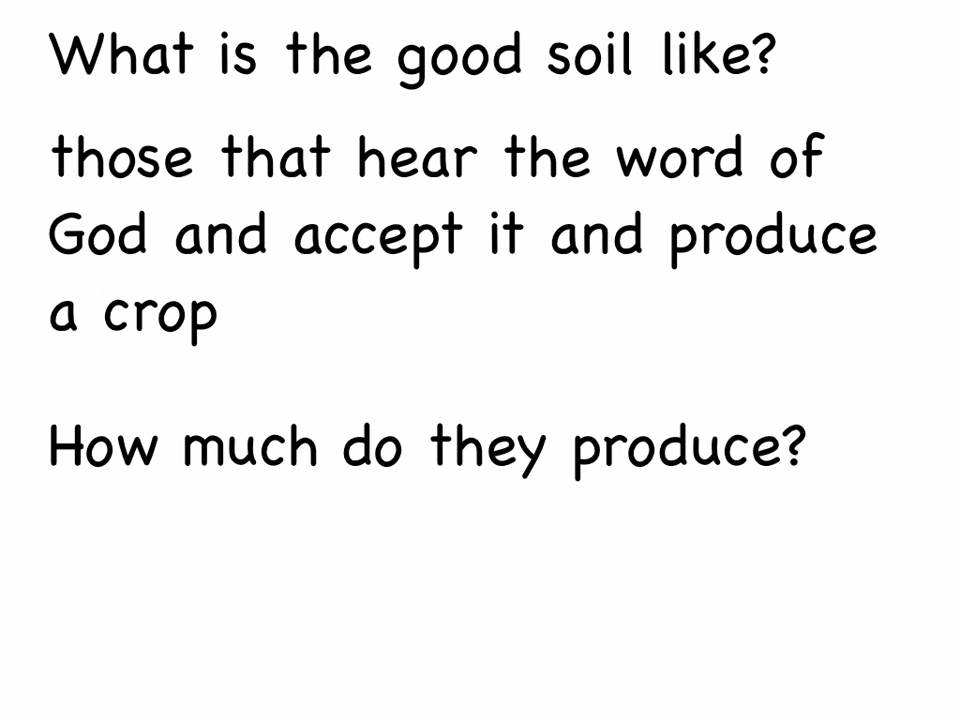 What is the good soil like?
those that hear the word of
God and accept it and produce
a crop
How much do they produce?